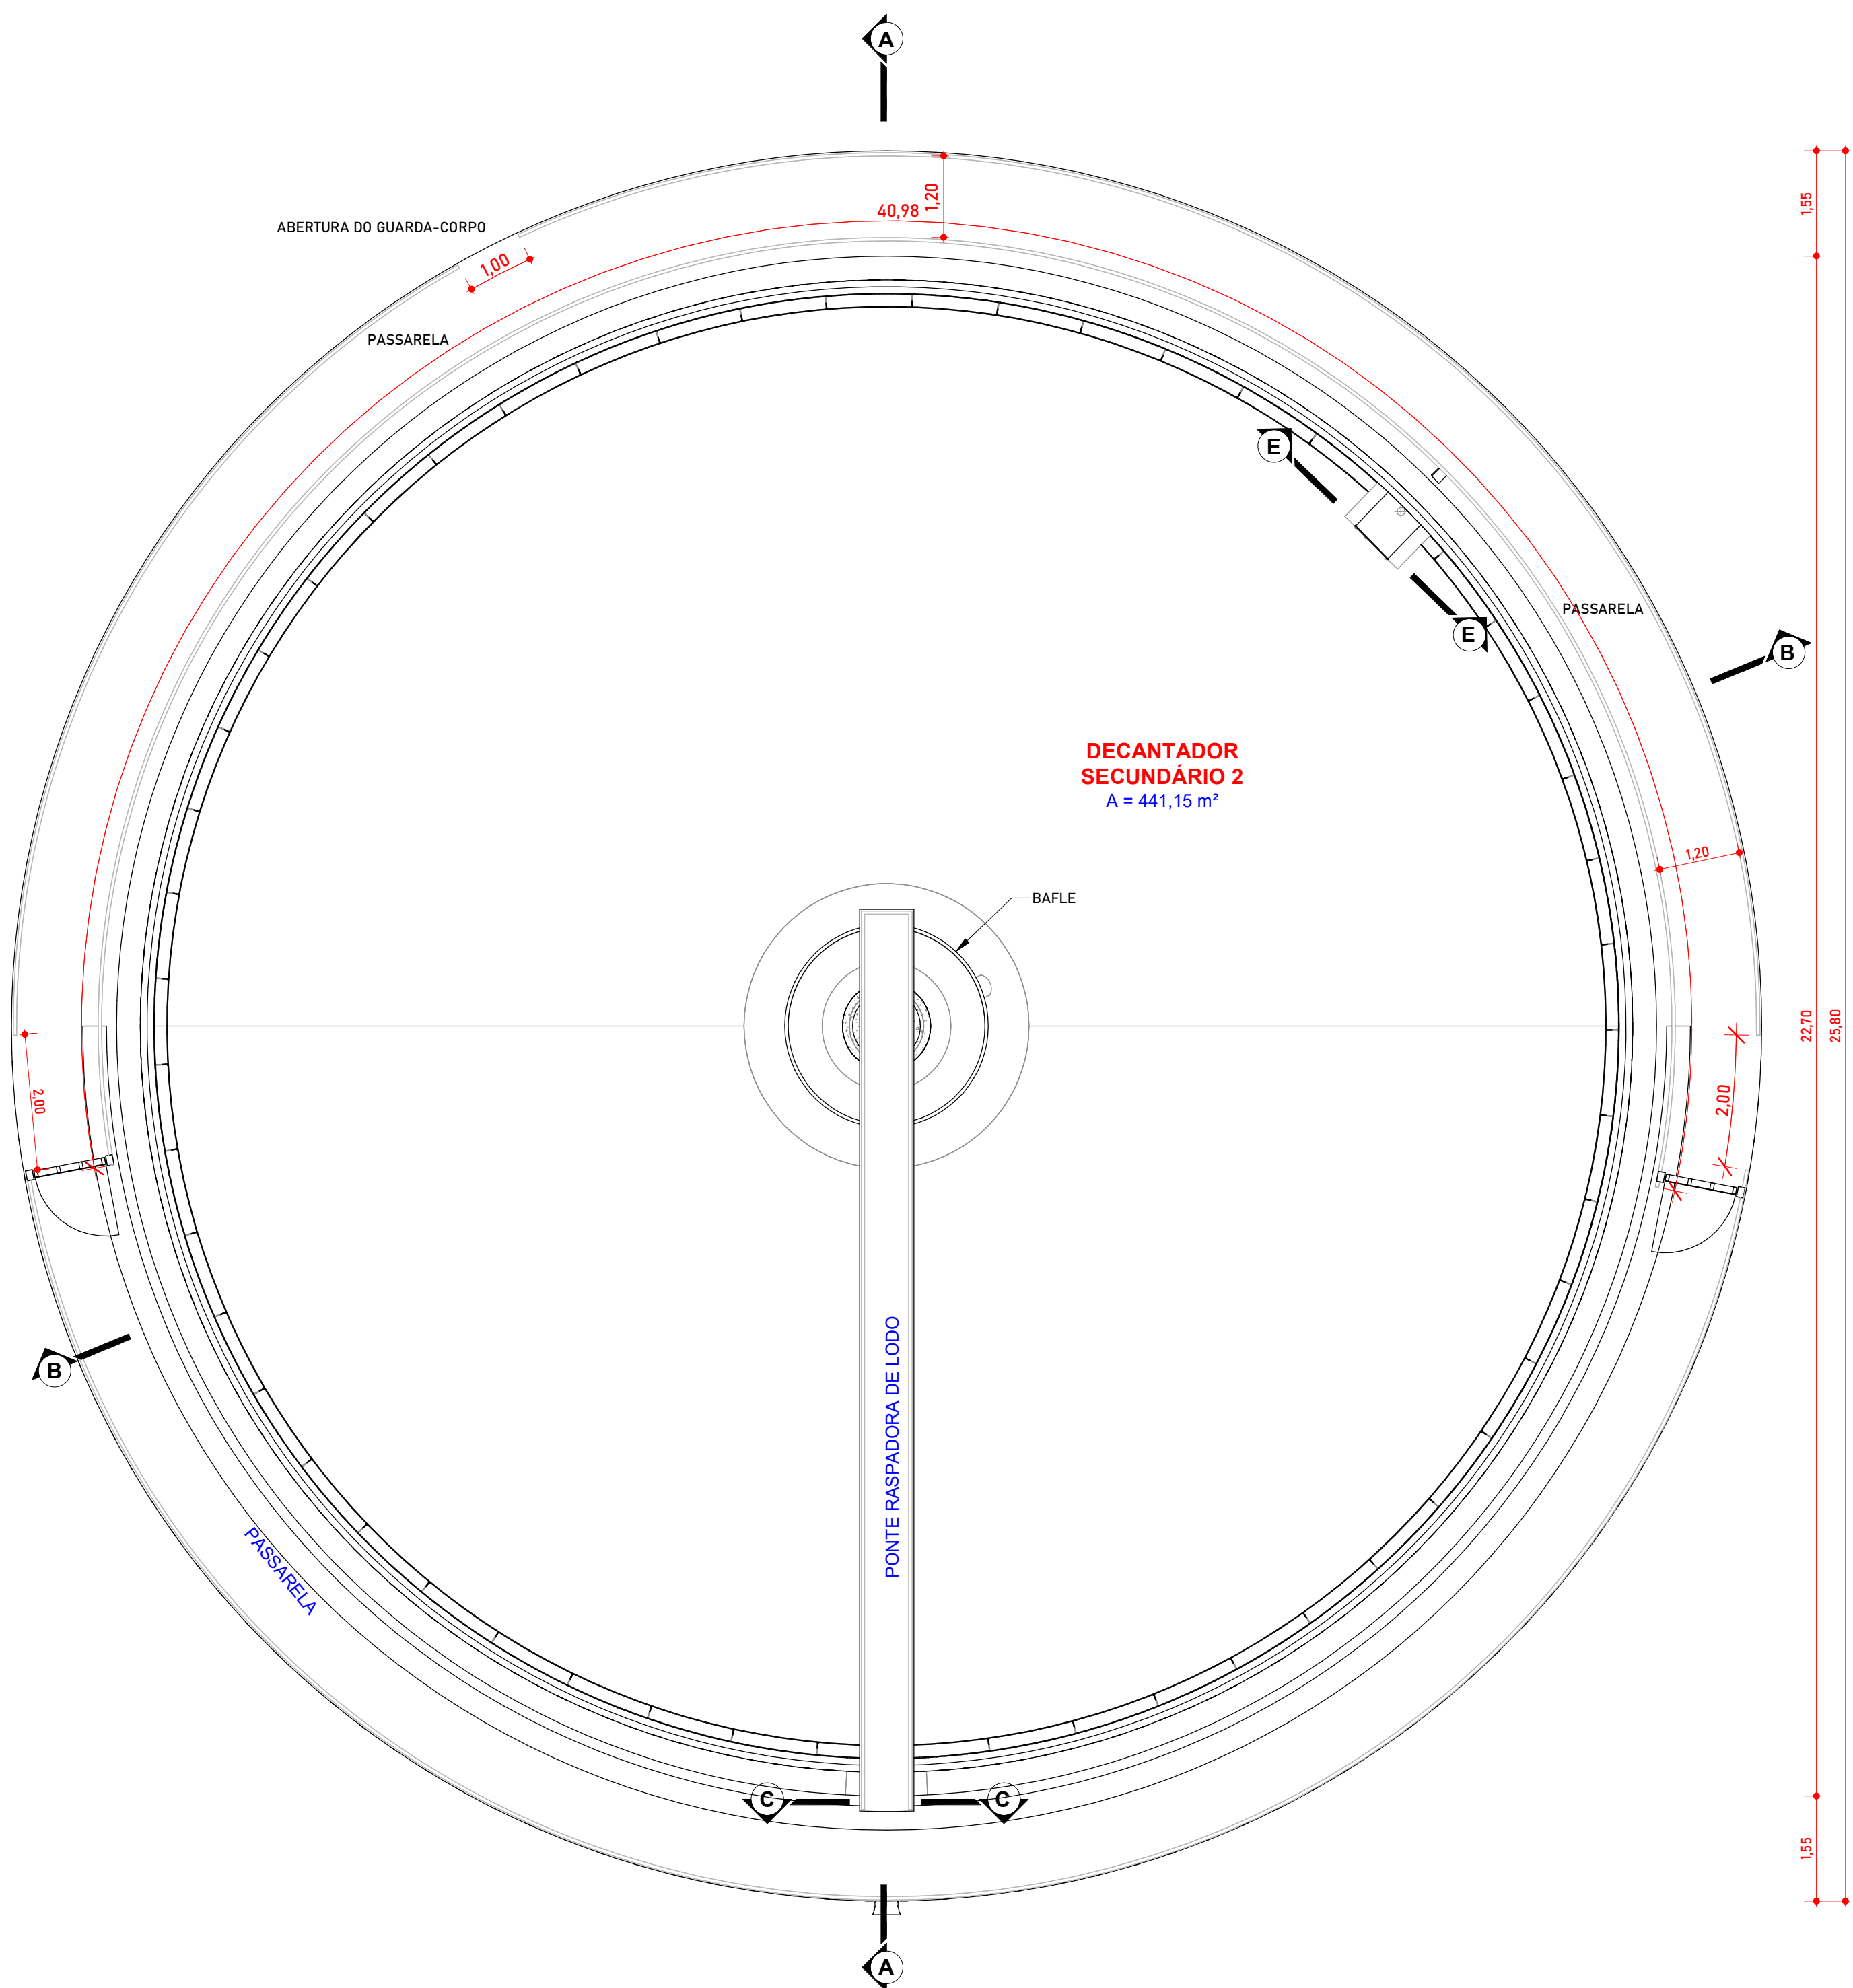 A
1,55
1,20
40,98
ABERTURA DO GUARDA-CORPO
1,00
PASSARELA
E
PASSARELA
E
B
DECANTADOR
SECUNDÁRIO 2
A = 441,15 m²
1,20
BAFLE
22,70
25,80
2,00
2,00
B
PONTE RASPADORA DE LODO
PASSARELA
C
C
1,55
A